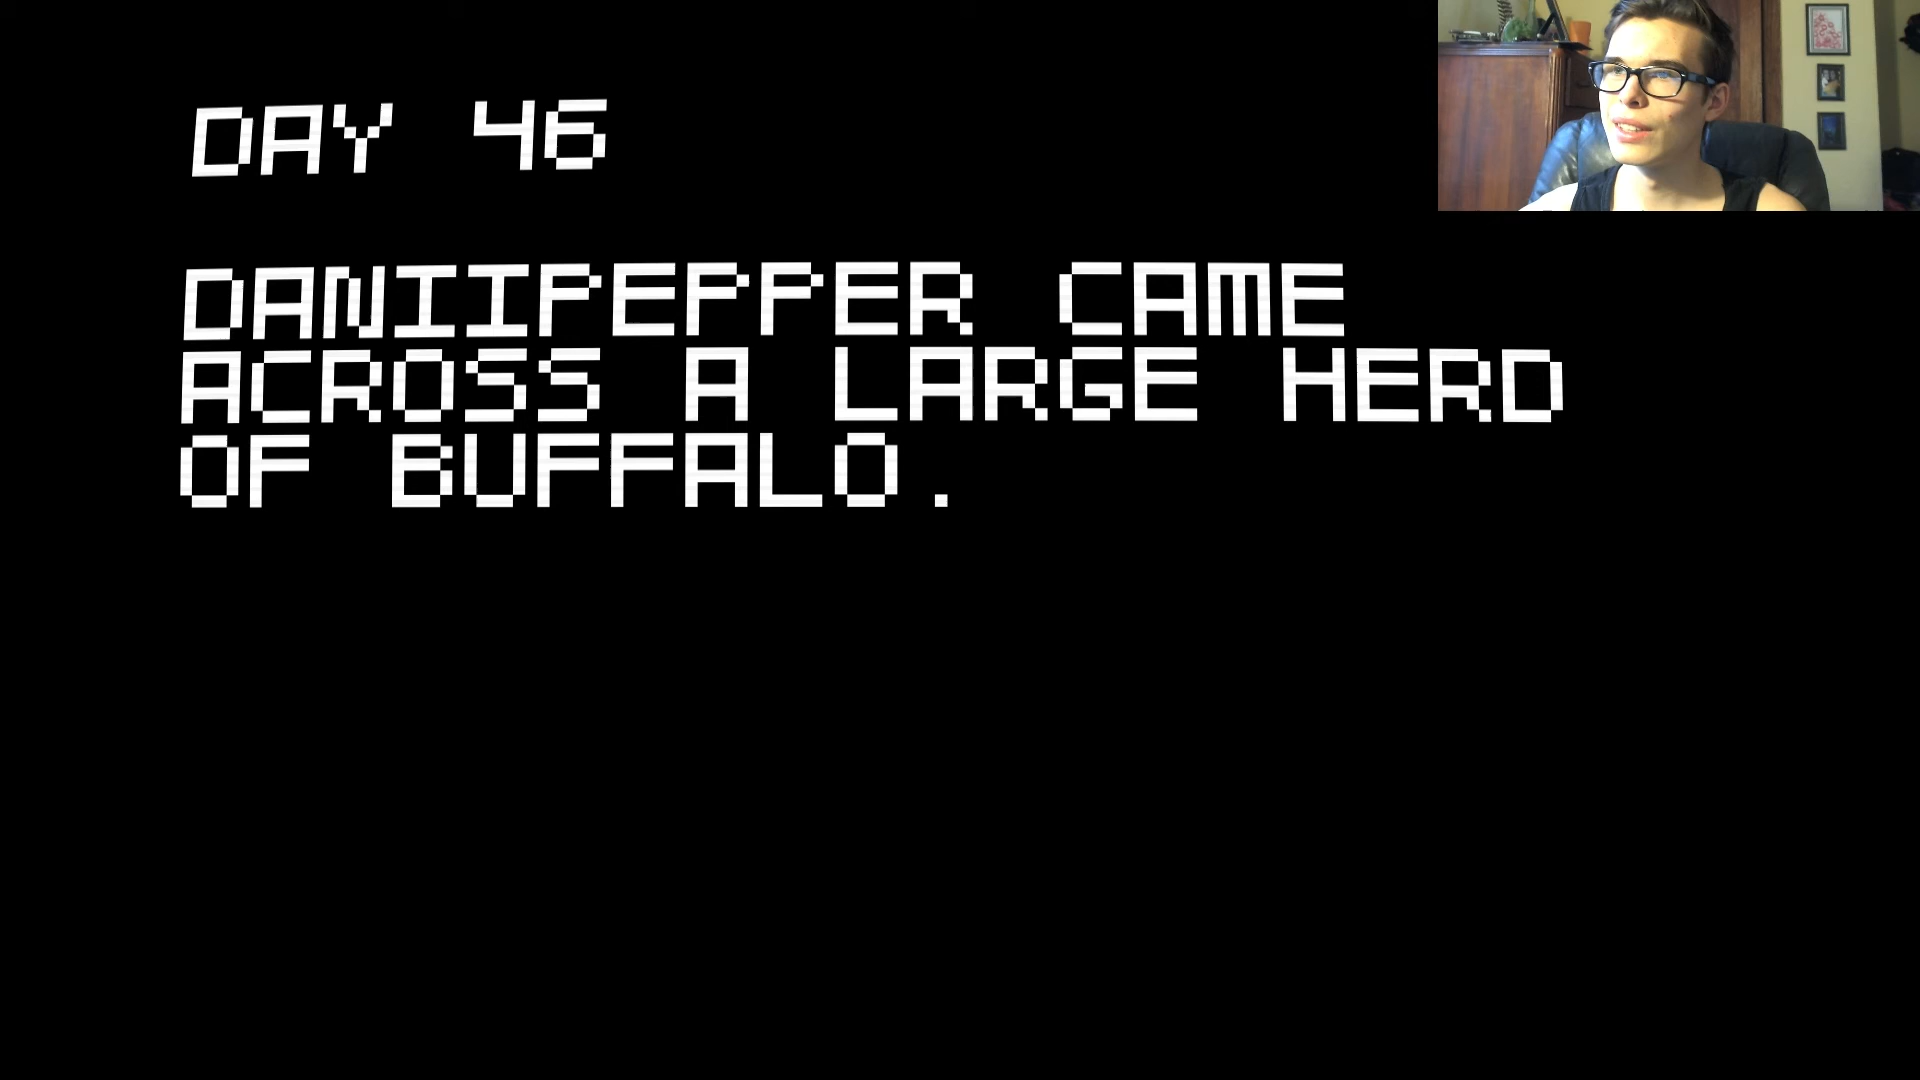 DAY 46
DANIIPEPPER CAME
ACROSS A LARGE HERD
OF BUFFALO.